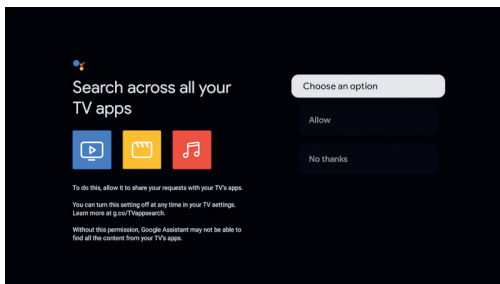 Search across all your
TV apps
To do this, allow it to share your requests with your TV's apps.
You can turn this setting off at any time in your TV settings.
Learn more at g.co/TVappsearch.
Without this permission, Google Assistant may not be able to
find all the content from your TV's apps.
Choose an option
Allow
No thanks